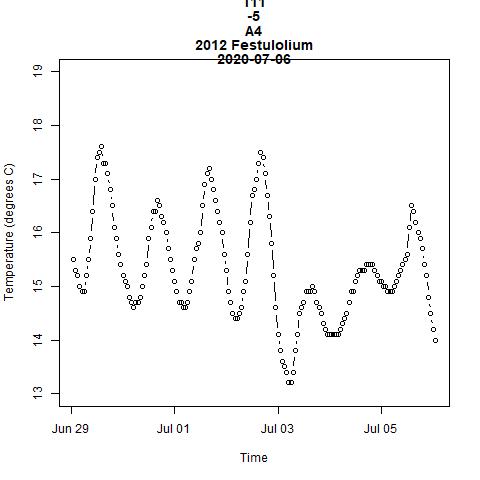 T11
-5
A4
2012 Festulolium
2020-07-06
Temperature (degrees C)
19
18
17
16
15
14
13
Jun 29
Jul 01
Jul 03
Jul 05
Time